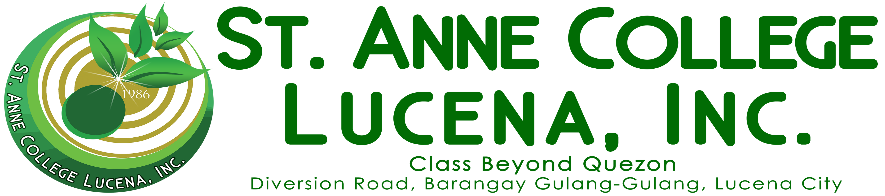 1986
ST. ANNE COLLEGE LUCENA, INC.
ST. ANNE COLLEGE
LUCENA, INC.
Class Beyond Quezon
Diversion Road, Barangay Gulang-Gulang, Lucena City